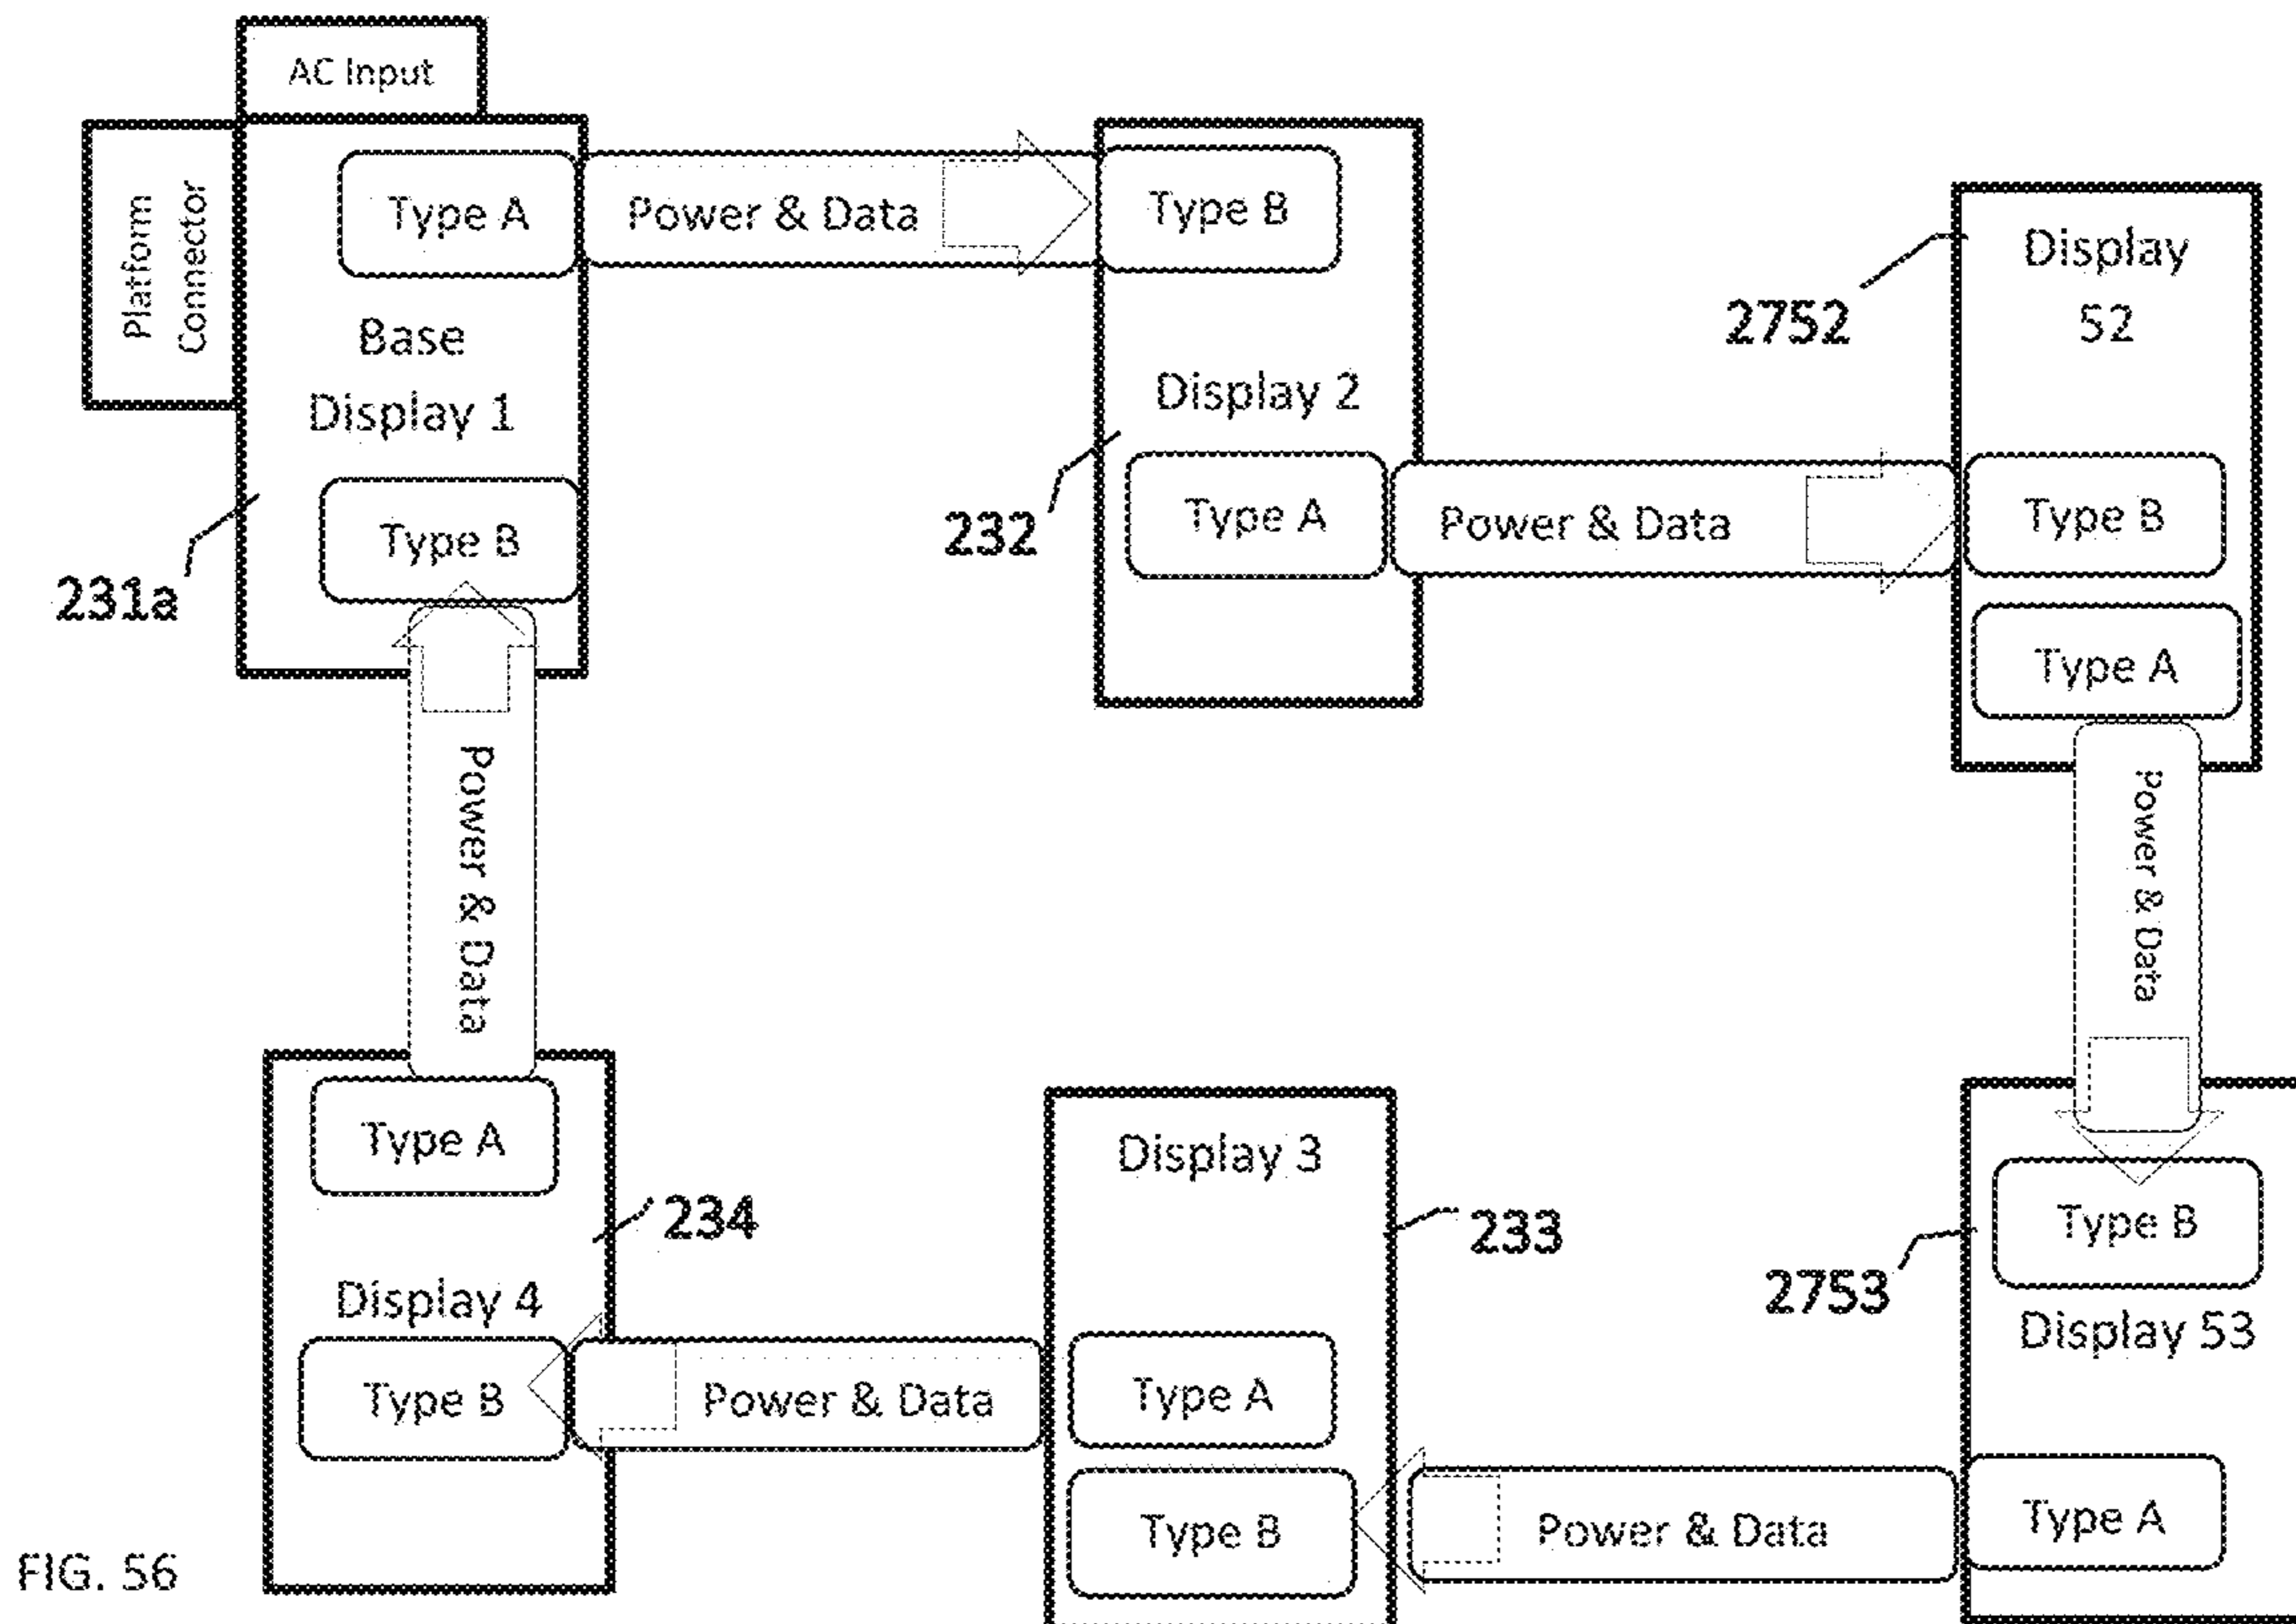 AC Input
Platform
Connector
Type A
Power & Data
Type B
Base
Display 1
Type B
231a
Display 2
232
Type A
Power & Data
Display
52
2752
Type B
Type A
Power & Data
Power & Data
Type A
234
Display 4
Type B
Power & Data
Display 3
233
Type A
Type B
Power & Data
Type B
2753
Display 53
Type A
FIG. 56